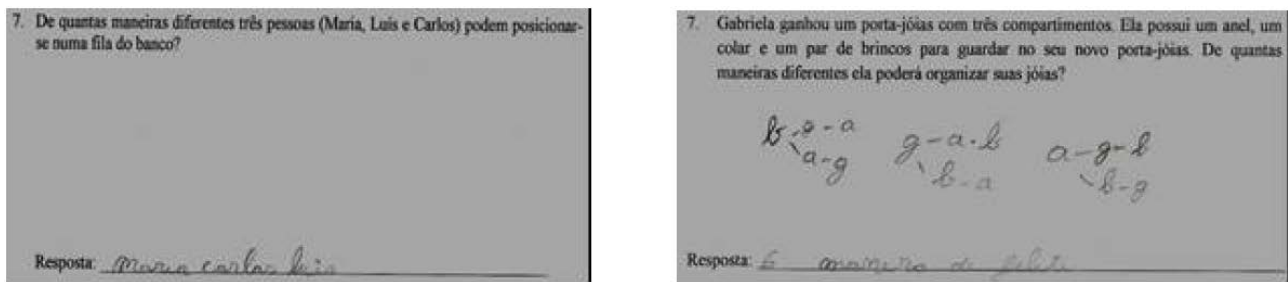 7. De quantas maneiras diferentes três pessoas (Maria, Luis e Carlos) podem posicionar-
se numa fila do banco?
Resposta: Maria Carlos Luis
7. Gabriela ganhou um porta-jóias com três compartimentos. Ela possui um anel, um
colar e um par de brincos para guardar no seu novo porta-jóias. De quantas
maneiras diferentes ela poderá organizar suas jóias?
b - g - a
a - g
g - a - b
b - a
a - g - b
b - g
Resposta: 6 maneira de